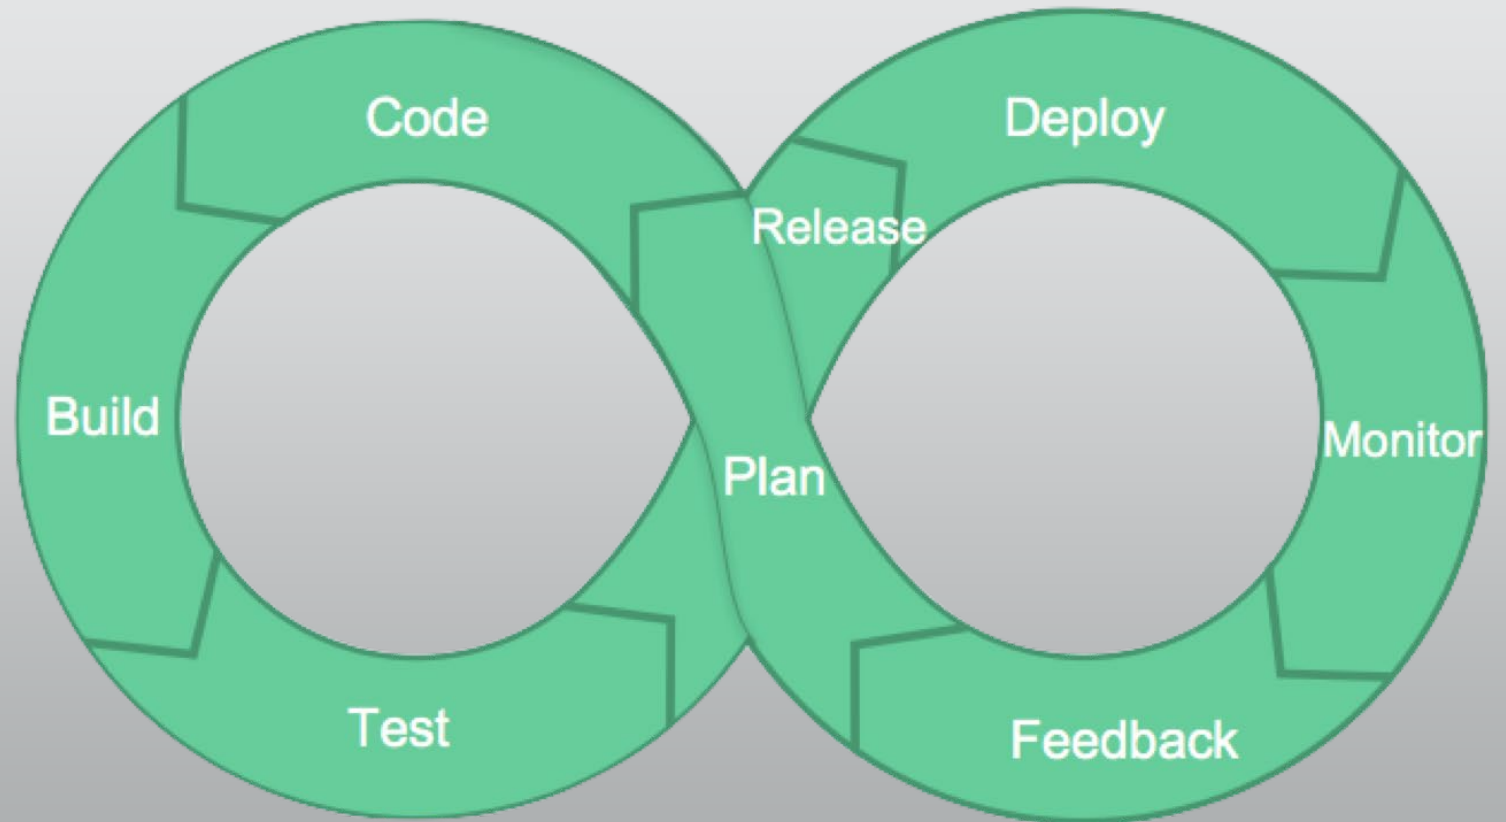 Code
Deploy
Release
Build
Monitor
Plan
Test
Feedback